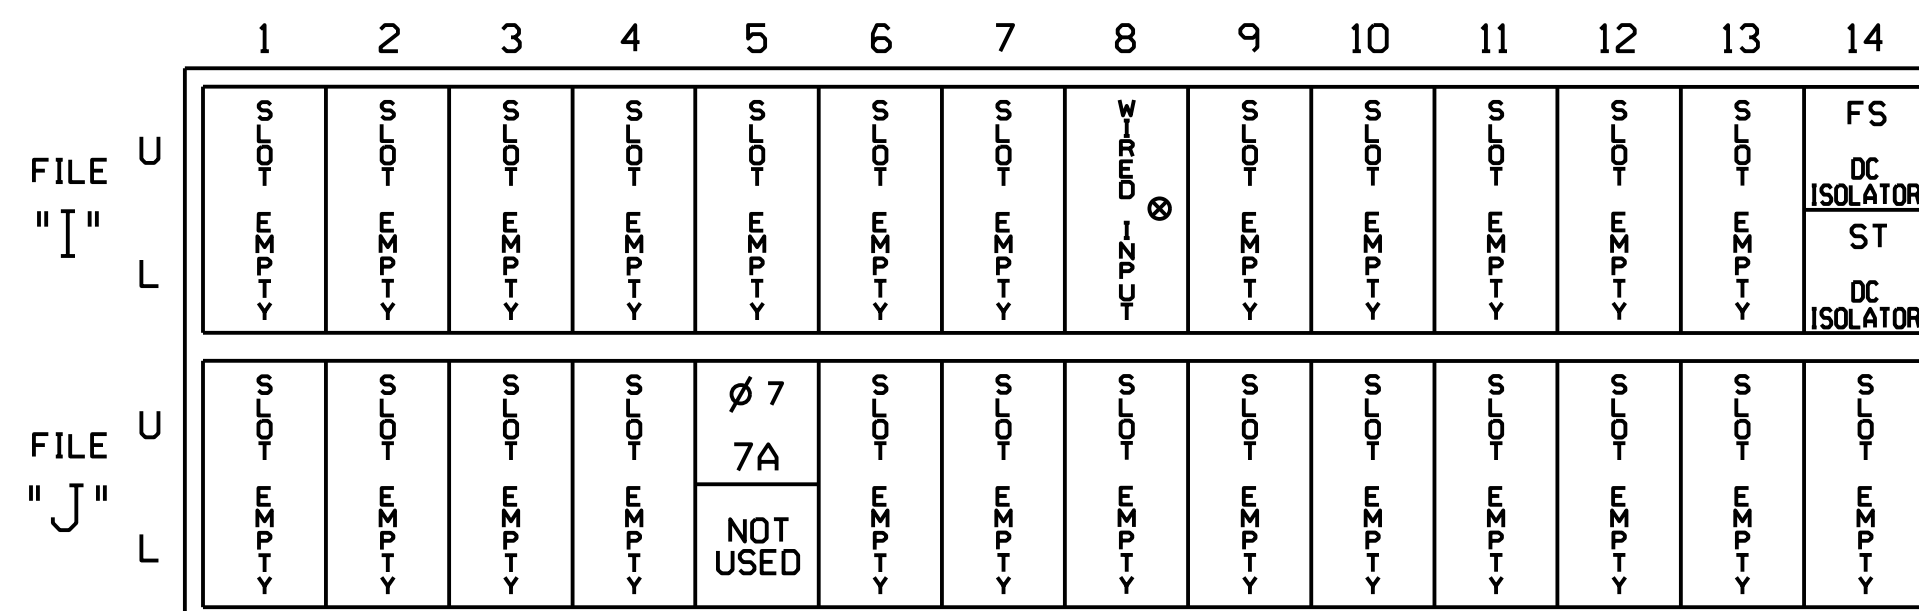 1 2 3 4 5 6 7 8 9 10 11 12 13 14
FILE "I"
U
L
SLOT EMPTY
SLOT EMPTY
SLOT EMPTY
SLOT EMPTY
SLOT EMPTY
SLOT EMPTY
SLOT EMPTY
WIRED INPUT
SLOT EMPTY
SLOT EMPTY
SLOT EMPTY
SLOT EMPTY
SLOT EMPTY
FS
DC
ISOLATOR
ST
DC
ISOLATOR
FILE "J"
U
L
SLOT EMPTY
SLOT EMPTY
SLOT EMPTY
SLOT EMPTY
Ø 7
7A
NOT
USED
SLOT EMPTY
SLOT EMPTY
SLOT EMPTY
SLOT EMPTY
SLOT EMPTY
SLOT EMPTY
SLOT EMPTY
SLOT EMPTY
SLOT EMPTY